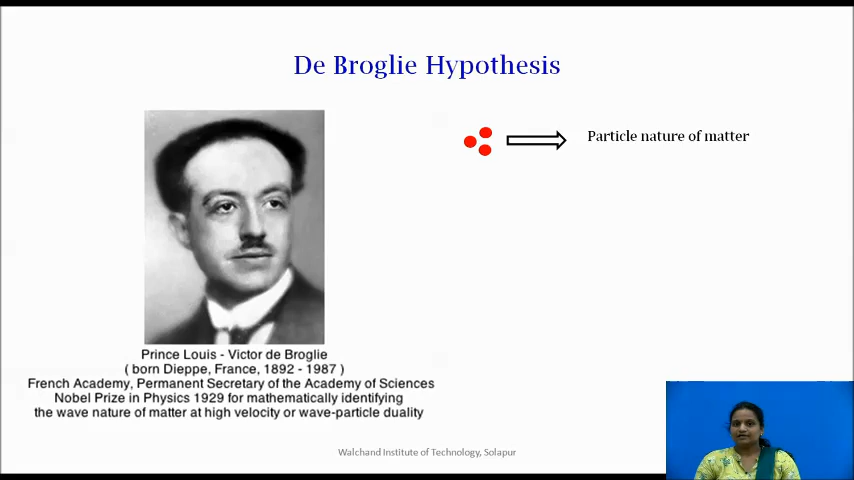 De Broglie Hypothesis
Particle nature of matter
Prince Louis - Victor de Broglie
( born Dieppe, France, 1892 - 1987 )
French Academy, Permanent Secretary of the Academy of Sciences
Nobel Prize in Physics 1929 for mathematically identifying
the wave nature of matter at high velocity or wave-particle duality
Walchand Institute of Technology, Solapur